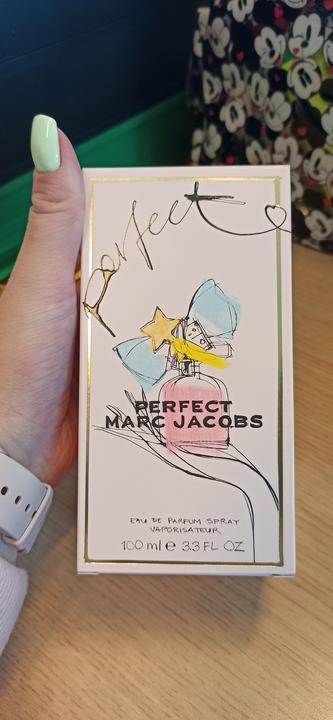 perfect
PERFECT
MARC JACOBS
EAU DE PARFUM SPRAY
VAPORISATEUR
100 ml e 3.3 FL OZ